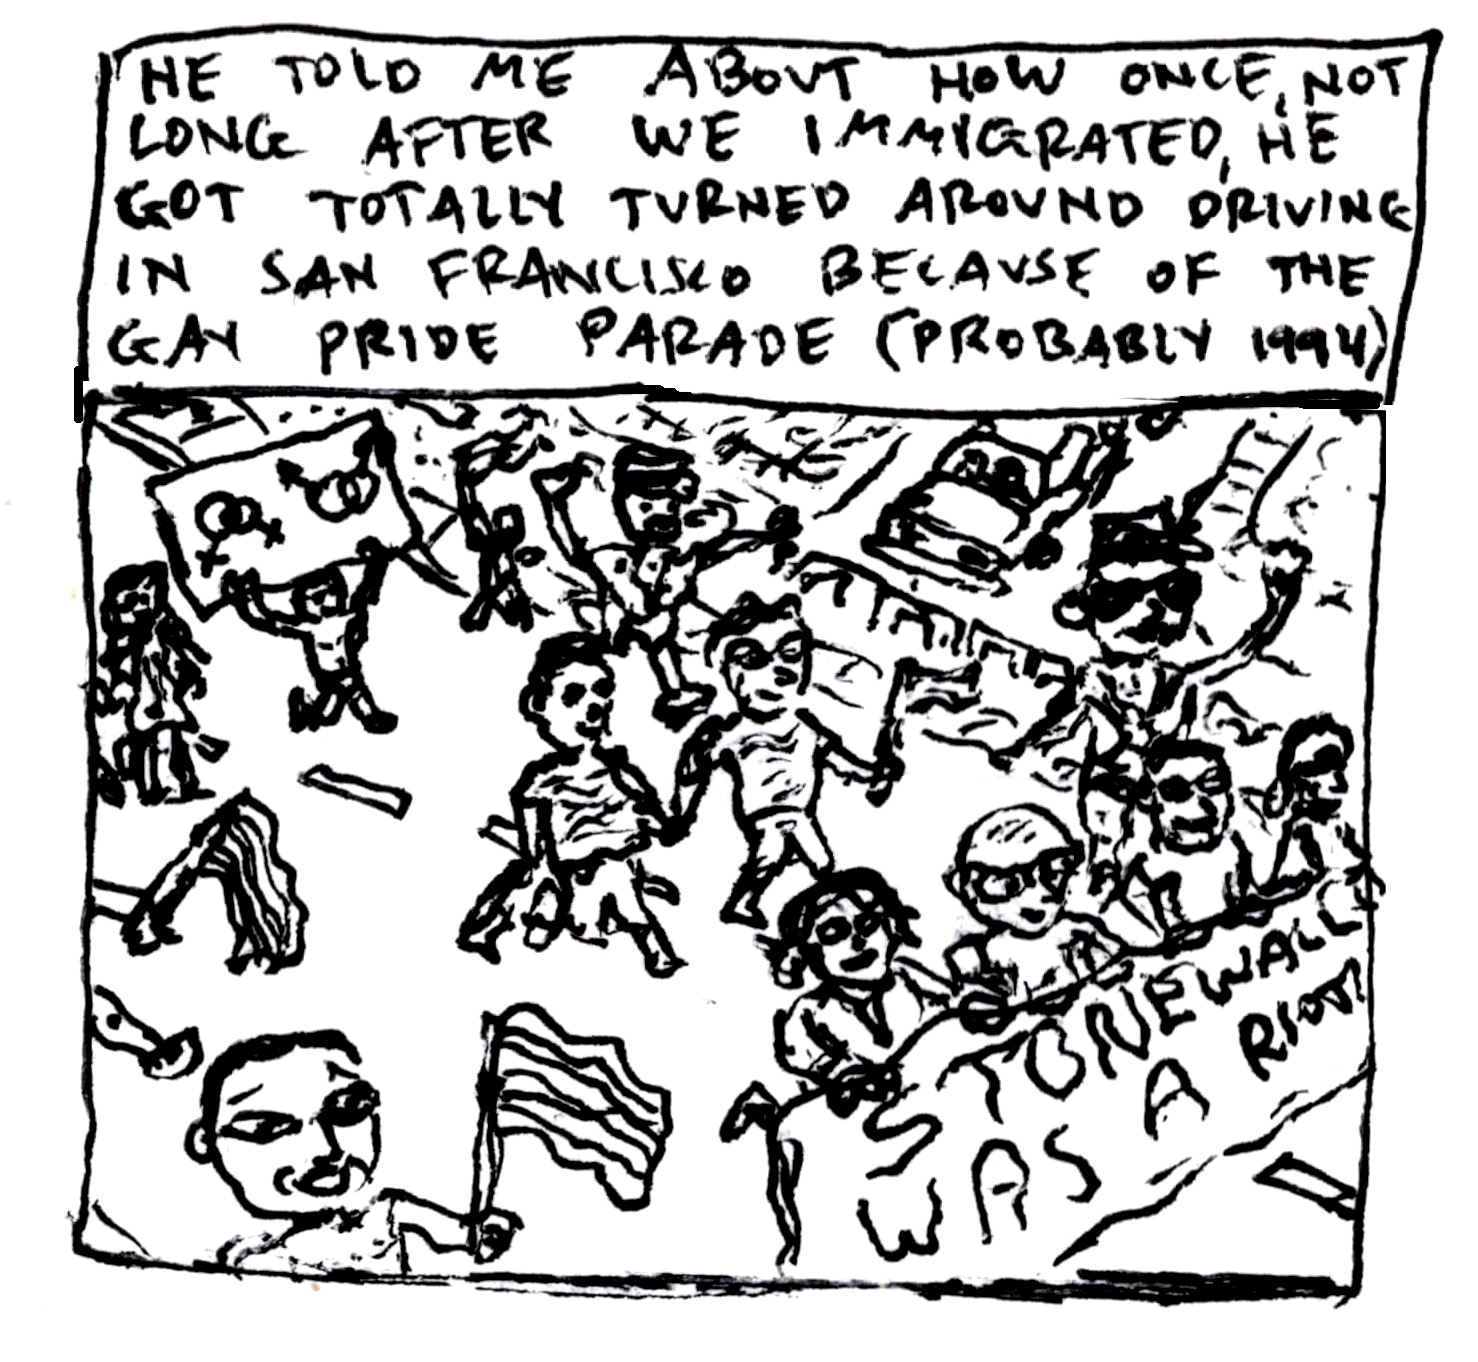 HE TOLD ME ABOUT HOW ONCE, NOT
LONG AFTER WE IMMIGRATED, HE
GOT TOTALLY TURNED AROUND DRIVING
IN SAN FRANCISCO BECAUSE OF THE
GAY PRIDE PARADE (PROBABLY 1994)
STONEWALL
WAS A RIOT!